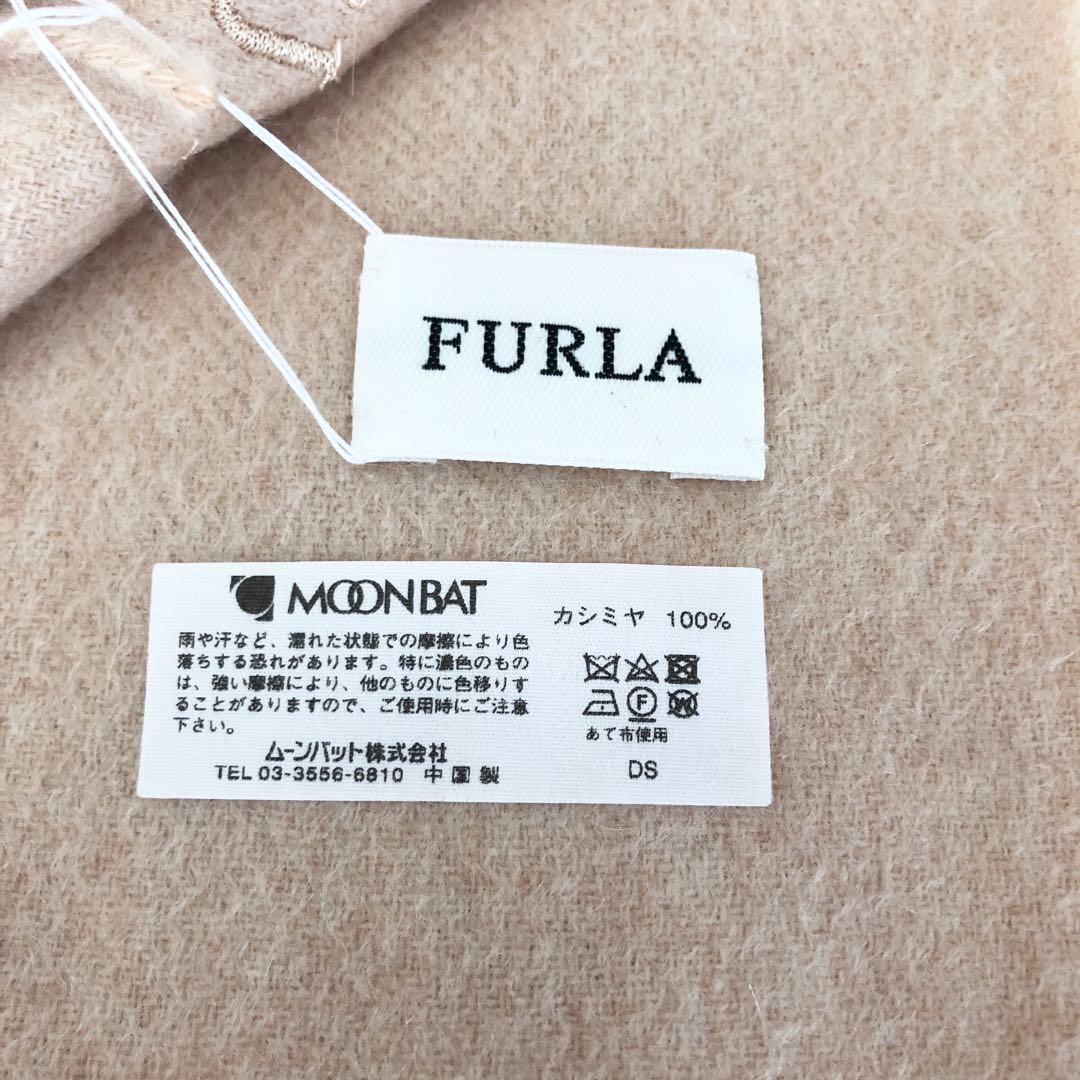 FURLA
MOONBAT
雨や汗など、濡れた状態での摩擦により色
落ちする恐れがあります。特に濃色のもの
は、強い摩擦により、他のものに色移りす
ることがありますので、ご使用時にご注意
下さい。
ムーンバット株式会社
TEL 03-3556-6810 中国製
カシミヤ 100%
F
W
あて布使用
DS